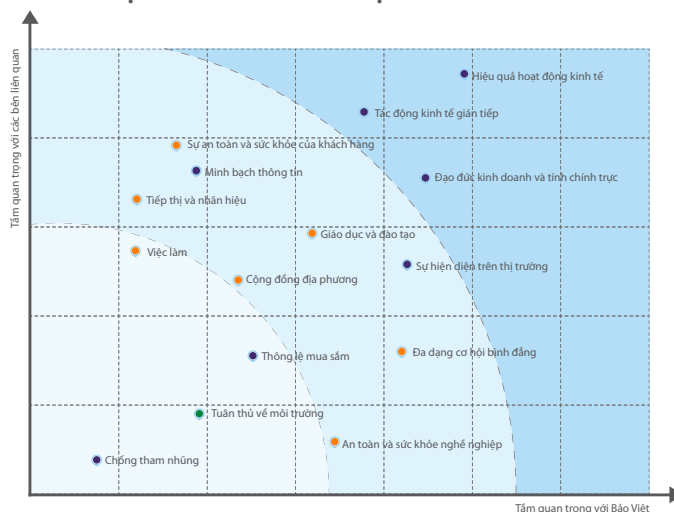 Tầm quan trọng với các bên liên quan
Hiệu quả hoạt động kinh tế
Tác động kinh tế gián tiếp
Sự an toàn và sức khỏe của khách hàng
Minh bạch thông tin
Đạo đức kinh doanh và tính chính trực
Tiếp thị và nhãn hiệu
Giáo dục và đào tạo
Việc làm
Sự hiện diện trên thị trường
Cộng đồng địa phương
Đa dạng cơ hội bình đẳng
Thông lệ mua sắm
Tuân thủ về môi trường
An toàn và sức khỏe nghề nghiệp
Chống tham nhũng
Tầm quan trọng với Bảo Việt